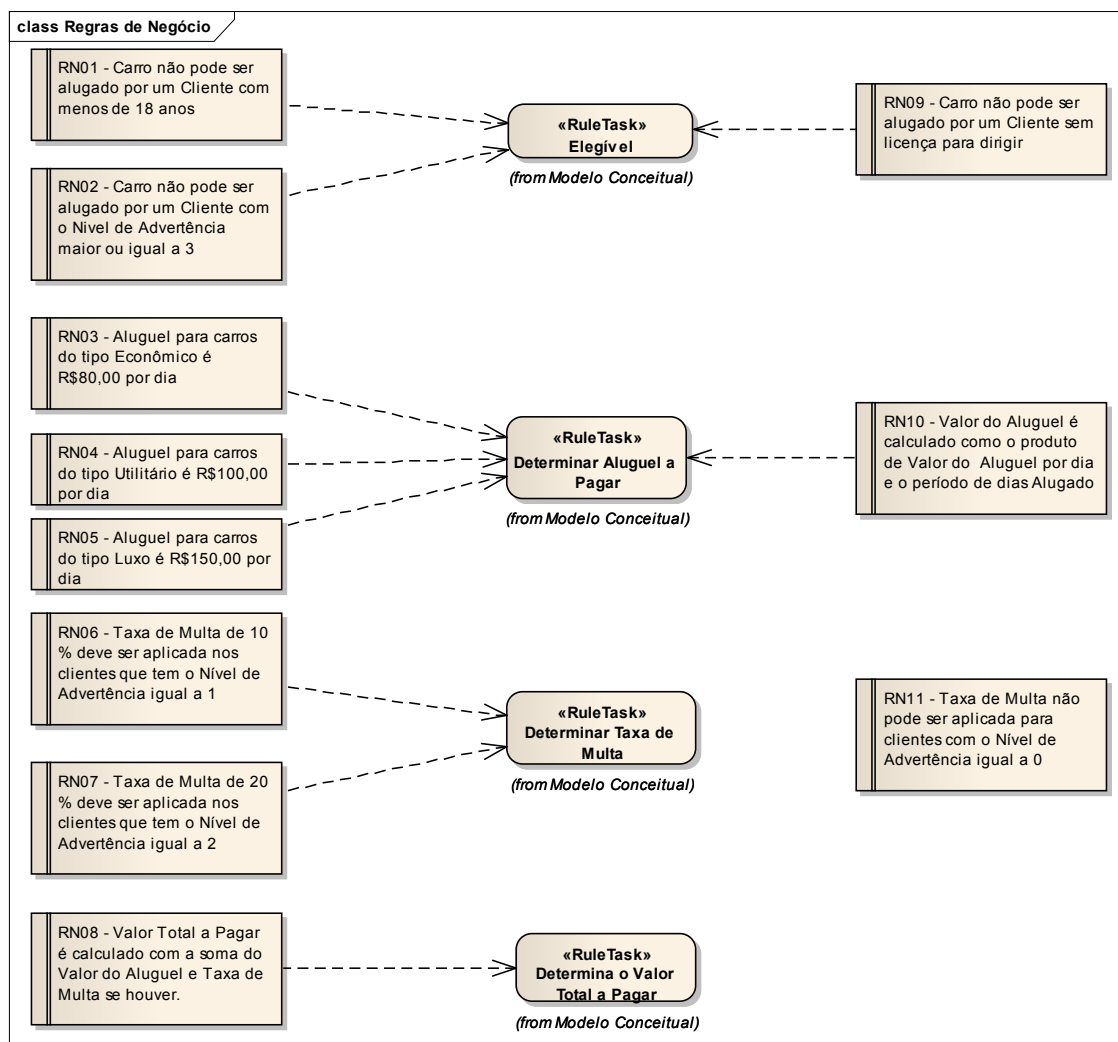 class Regras de Negócio
RN01 - Carro não pode ser
alugado por um Cliente com
menos de 18 anos
«RuleTask»
Elegível
(from Modelo Conceitual)
RN09 - Carro não pode ser
alugado por um Cliente sem
licença para dirigir
RN02 - Carro não pode ser
alugado por um Cliente com
o Nivel de Advertência
maior ou igual a 3
RN03 - Aluguel para carros
do tipo Econômico é
R$80,00 por dia
RN04 - Aluguel para carros
do tipo Utilitário é R$100,00
por dia
RN05 - Aluguel para carros
do tipo Luxo é R$150,00 por
dia
«RuleTask»
Determinar Aluguel a
Pagar
(from Modelo Conceitual)
RN10 - Valor do Aluguel é
calculado como o produto
de Valor do Aluguel por dia
e o período de dias Alugado
RN06 - Taxa de Multa de 10
% deve ser aplicada nos
clientes que tem o Nível de
Advertência igual a 1
«RuleTask»
Determinar Taxa de
Multa
(from Modelo Conceitual)
RN11 - Taxa de Multa não
pode ser aplicada para
clientes com o Nível de
Advertência igual a 0
RN07 - Taxa de Multa de 20
% deve ser aplicada nos
clientes que tem o Nível de
Advertência igual a 2
RN08 - Valor Total a Pagar
é calculado com a soma do
Valor do Aluguel e Taxa de
Multa se houver.
«RuleTask»
Determina o Valor
Total a Pagar
(from Modelo Conceitual)